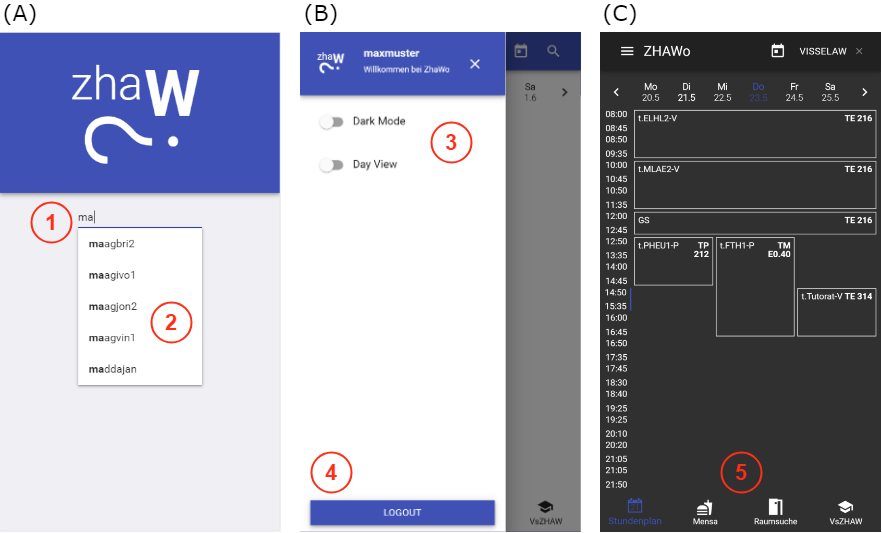 (A)
zhaW
1
ma
maagbri2
maagivo1
maagjon2
maagvin1
maddajan
2
(B)
zhaW
maxmuster
Willkommen bei ZhaWo
Dark Mode
Day View
3
4
LOGOUT
Sa
1.6
VsZHAW
(C)
ZHAWo
VISSELAW
Mo Di Mi Do Fr Sa
20.5 21.5 22.5 23.5 24.5 25.5
08:00
08:45
08:50
09:35
10:00
10:45
10:50
11:35
12:00
12:45
12:50
13:35
14:00
14:45
14:50
15:35
16:00
16:45
16:50
17:35
17:45
18:30
18:40
19:25
19:25
20:10
20:20
21:05
21:05
21:50
t.ELHL2-V TE 216
t.MLAE2-V TE 216
GS TE 216
t.PHEU1-P TP
212
t.FTH1-P TM
E0.40
t.Tutorat-V TE 314
5
Stundenplan Mensa Raumsuche VsZHAW